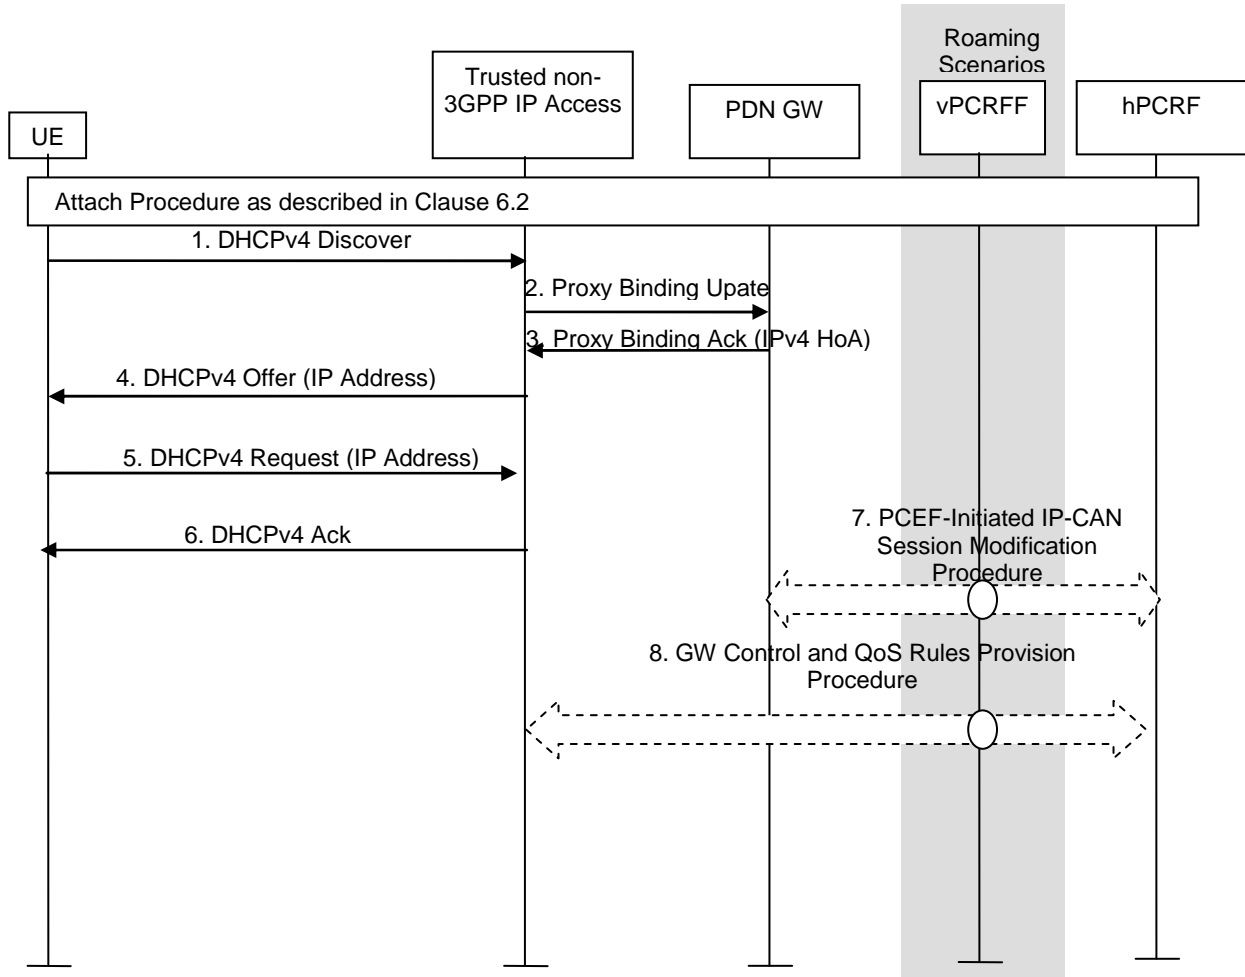 Roaming
Scenarios
Trusted non-
3GPP IP Access
PDN GW
vPCRFF
hPCRF
UE
Attach Procedure as described in Clause 6.2
1. DHCPv4 Discover
2. Proxy Binding Upate
3. Proxy Binding Ack (IPv4 HoA)
4. DHCPv4 Offer (IP Address)
5. DHCPv4 Request (IP Address)
6. DHCPv4 Ack
7. PCEF-Initiated IP-CAN
Session Modification
Procedure
8. GW Control and QoS Rules Provision
Procedure